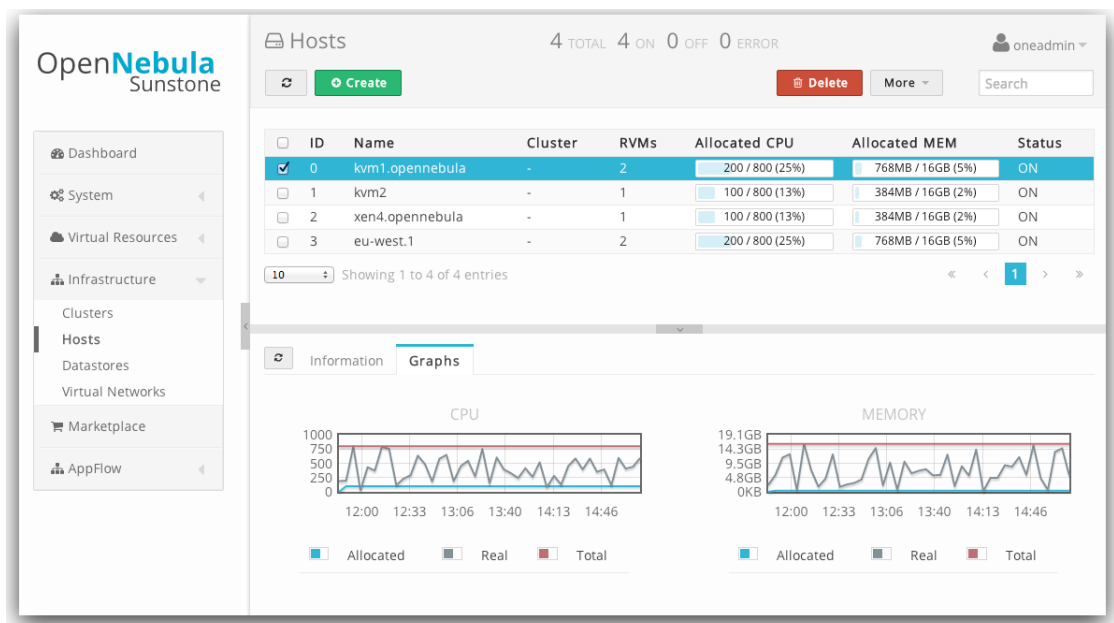 OpenNebula
Sunstone
Dashboard
System
Virtual Resources
Infrastructure
Clusters
Hosts
Datastores
Virtual Networks
Marketplace
AppFlow
Hosts 4 TOTAL 4 ON 0 OFF 0 ERROR oneadmin
Create Delete More Search
ID Name Cluster RVMs Allocated CPU Allocated MEM Status
0 kvm1.opennebula - 2 200 / 800 (25%) 768MB / 16GB (5%) ON
1 kvm2 - 1 100 / 800 (13%) 384MB / 16GB (2%) ON
2 xen4.opennebula - 1 100 / 800 (13%) 384MB / 16GB (2%) ON
3 eu-west.1 - 2 200 / 800 (25%) 768MB / 16GB (5%) ON
10 Showing 1 to 4 of 4 entries « < 1 > »
Information Graphs
CPU
1000
750
500
250
0
12:00 12:33 13:06 13:40 14:13 14:46
Allocated Real Total
MEMORY
19.1GB
14.3GB
9.5GB
4.8GB
0KB
12:00 12:33 13:06 13:40 14:13 14:46
Allocated Real Total